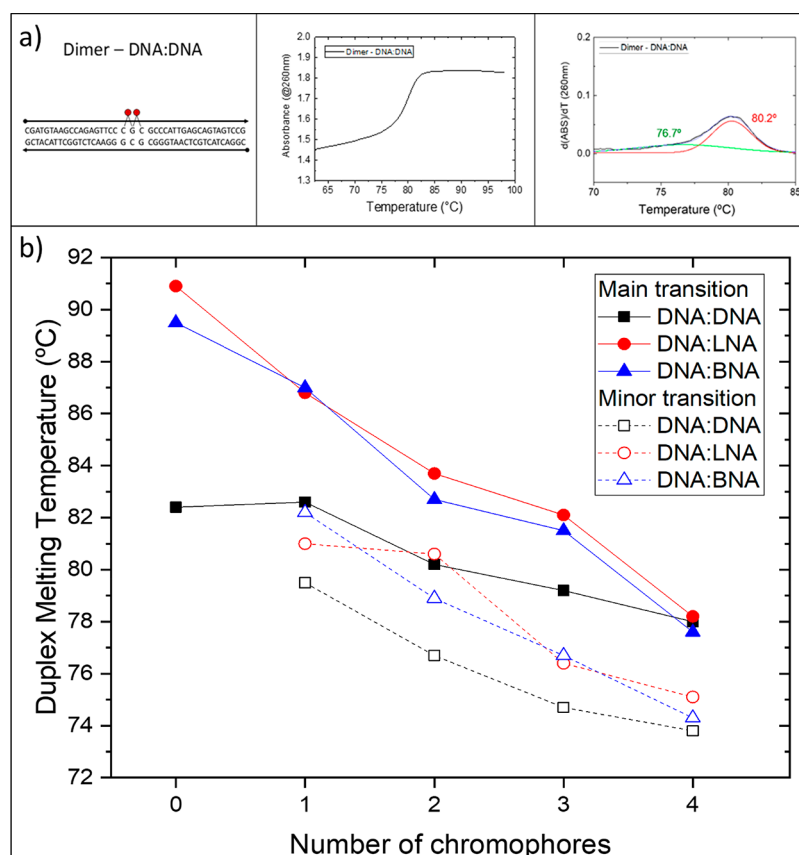 a)
Dimer – DNA:DNA
CGATGTAAGCCAGAGTTCC C G C GCCCATTGAGCAGTAGTCCG
GCTACATTCGGTCTCAAGG G C G CGGGTAACTCGTCATCAGGC
Absorbance (@260nm)
2.0
1.9
1.8
1.7
1.6
1.5
1.4
1.3
Dimer - DNA:DNA
65 70 75 80 85 90 95 100
Temperature (°C)
d(ABS)/dT (260nm)
0.2
0.1
0.0
Dimer - DNA:DNA
76.7º
80.2º
70 75 80 85
Temperature (ºC)
b)
Duplex Melting Temperature (ºC)
92
90
88
86
84
82
80
78
76
74
72
Main transition
DNA:DNA
DNA:LNA
DNA:BNA
Minor transition
DNA:DNA
DNA:LNA
DNA:BNA
0 1 2 3 4
Number of chromophores